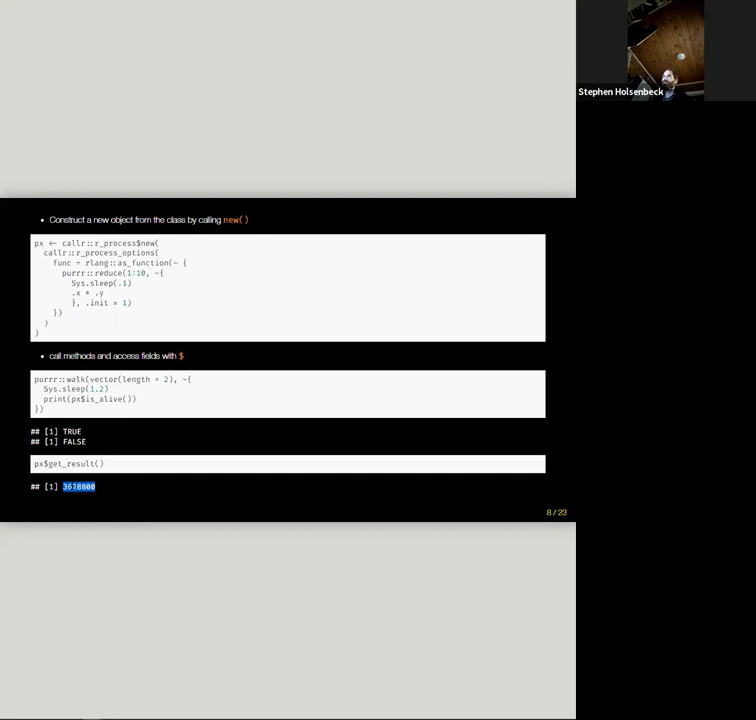 Stephen Holsenbeck
• Construct a new object from the class by calling new()
px <- callr::r_process$new(
callr::r_process_options(
func = rlang::as_function(~ {
purrr::reduce(1:10, ~{
Sys.sleep(.1)
.x * .y
}, .init = 1)
})
)
)
• call methods and access fields with $
purrr::walk(vector(length = 2), ~{
Sys.sleep(1.2)
print(px$is_alive())
})
## [1] TRUE
## [1] FALSE
px$get_result()
## [1] 3628800
8 / 23